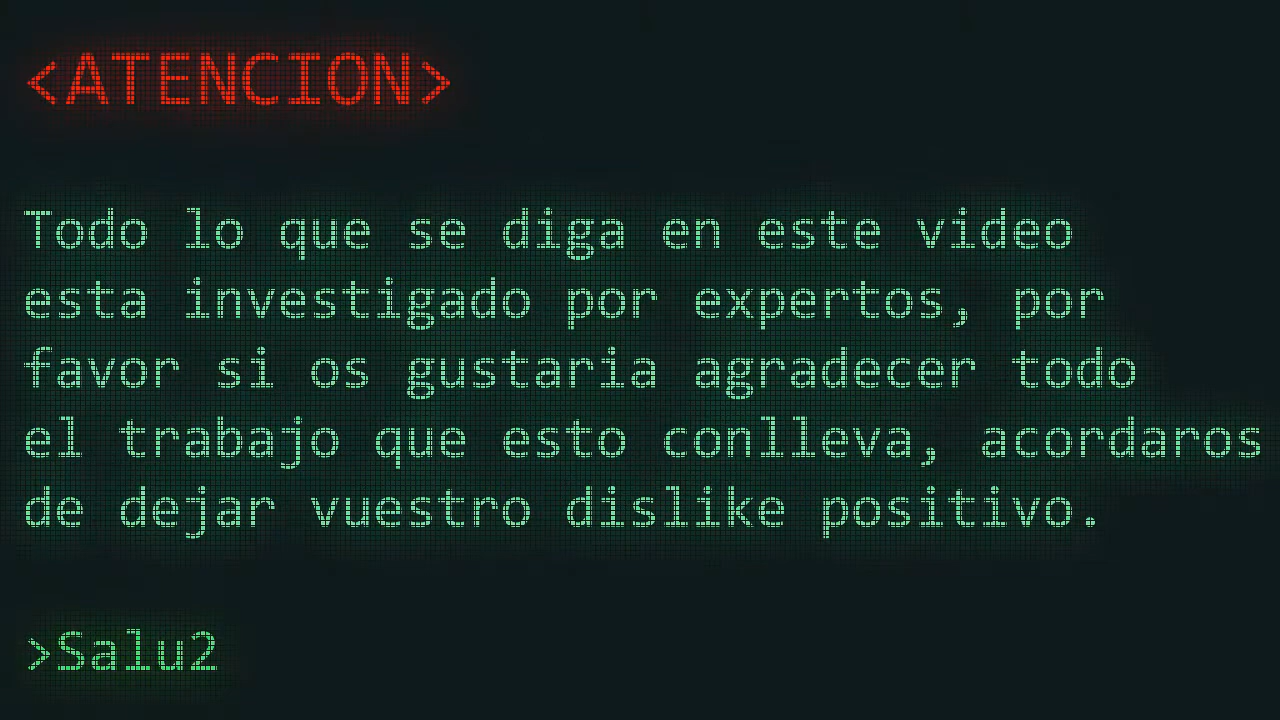 <ATENCION>
Todo lo que se diga en este video
esta investigado por expertos, por
favor si os gustaria agradecer todo
el trabajo que esto conlleva, acordaros
de dejar vuestro dislike positivo.
>Salu2